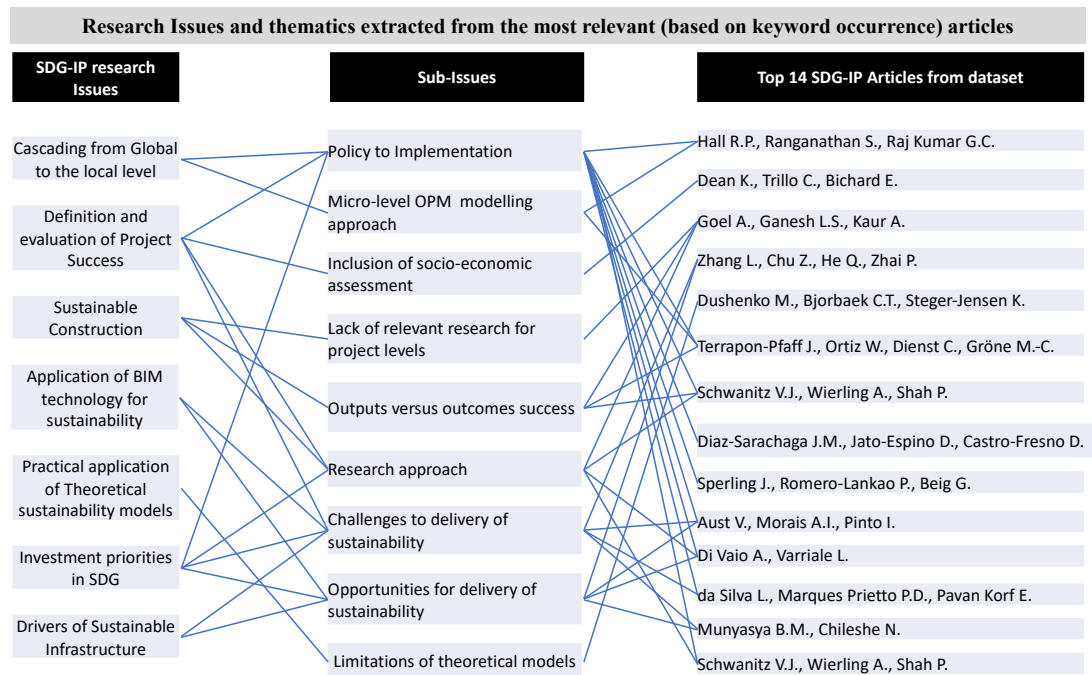 Research Issues and thematics extracted from the most relevant (based on keyword occurrence) articles
SDG-IP research
Issues
Cascading from Global
to the local level
Definition and
evaluation of Project
Success
Sustainable
Construction
Application of BIM
technology for
sustainability
Practical application
of Theoretical
sustainability models
Investment priorities
in SDG
Drivers of Sustainable
Infrastructure
Sub-Issues
Policy to Implementation
Micro-level OPM modelling
approach
Inclusion of socio-economic
assessment
Lack of relevant research for
project levels
Outputs versus outcomes success
Research approach
Challenges to delivery of
sustainability
Opportunities for delivery of
sustainability
Limitations of theoretical models
Top 14 SDG-IP Articles from dataset
Hall R.P., Ranganathan S., Raj Kumar G.C.
Dean K., Trillo C., Bichard E.
Goel A., Ganesh L.S., Kaur A.
Zhang L., Chu Z., He Q., Zhai P.
Dushenko M., Bjorbaek C.T., Steger-Jensen K.
Terrapon-Pfaff J., Ortiz W., Dienst C., Gröne M.-C.
Schwanitz V.J., Wierling A., Shah P.
Diaz-Sarachaga J.M., Jato-Espino D., Castro-Fresno D.
Sperling J., Romero-Lankao P., Beig G.
Aust V., Morais A.I., Pinto I.
Di Vaio A., Varriale L.
da Silva L., Marques Prietto P.D., Pavan Korf E.
Munyasya B.M., Chileshe N.
Schwanitz V.J., Wierling A., Shah P.